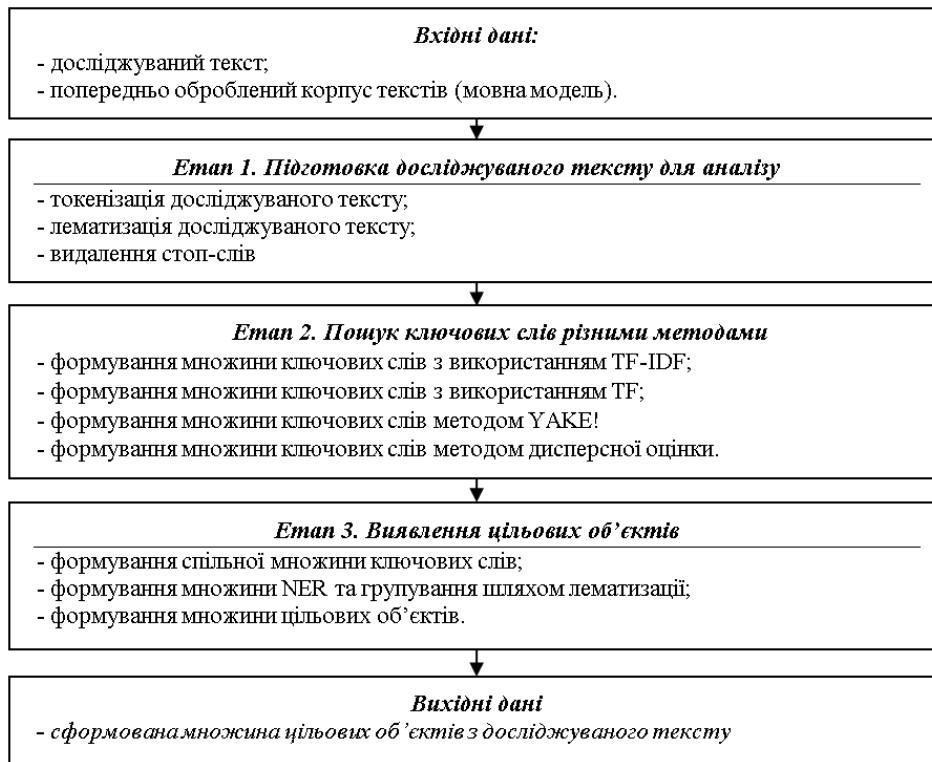 Вхідні дані:
- досліджуваний текст;
- попередньо оброблений корпус текстів (мовна модель).
Етап 1. Підготовка досліджуваного тексту для аналізу
- токенізація досліджуваного тексту;
- лематизація досліджуваного тексту;
- видалення стоп-слів
Етап 2. Пошук ключових слів різними методами
- формування множини ключових слів з використанням TF-IDF;
- формування множини ключових слів з використанням TF;
- формування множини ключових слів методом YAKE!
- формування множини ключових слів методом дисперсної оцінки.
Етап 3. Виявлення цільових об’єктів
- формування спільної множини ключових слів;
- формування множини NER та групування шляхом лематизації;
- формування множини цільових об’єктів.
Вихідні дані
- сформована множина цільових об’єктів з досліджуваного тексту